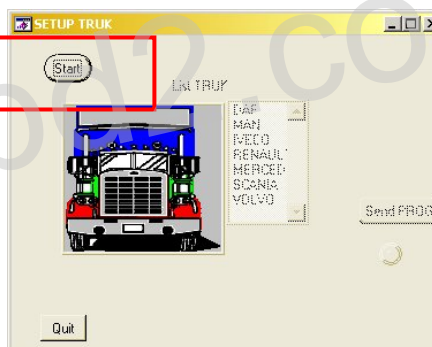 SETUP TRUK
Start
List TRUK
DAF
MAN
IVECO
RENAULT
MERCED
SCANIA
VOLVO
Send PROG
Quit